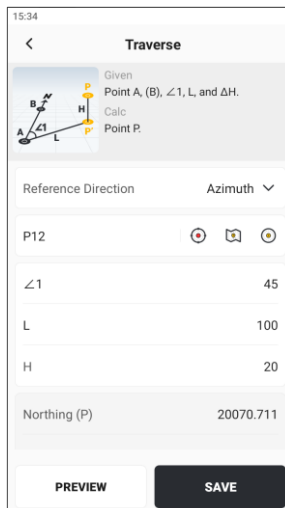 15:34
Traverse
Given
Point A, (B), ∠1, L, and ΔH.
Calc
Point P.
N
B
A
∠1
L
H
P
P'
Reference Direction Azimuth
P12
∠1 45
L 100
H 20
Northing (P) 20070.711
PREVIEW SAVE